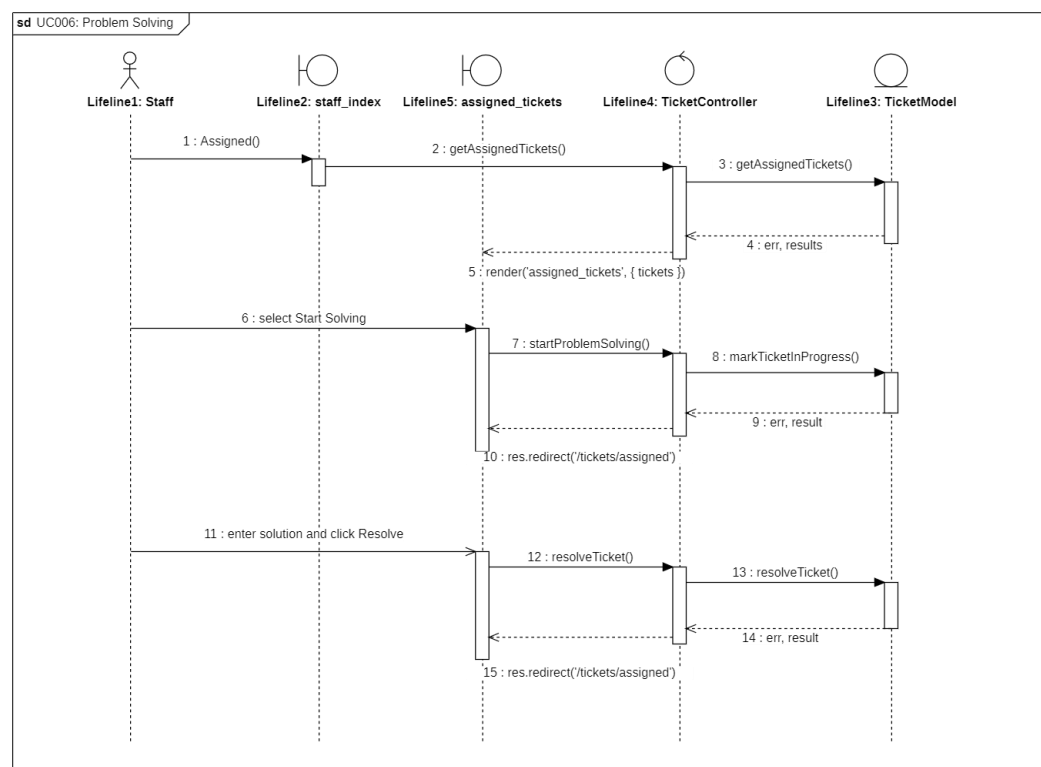 sd UC006: Problem Solving
Lifeline1: Staff
Lifeline2: staff_index
Lifeline5: assigned_tickets
Lifeline4: TicketController
Lifeline3: TicketModel
1 : Assigned()
2 : getAssignedTickets()
3 : getAssignedTickets()
4 : err, results
5 : render('assigned_tickets', { tickets })
6 : select Start Solving
7 : startProblemSolving()
8 : markTicketInProgress()
9 : err, result
10 : res.redirect('/tickets/assigned')
11 : enter solution and click Resolve
12 : resolveTicket()
13 : resolveTicket()
14 : err, result
15 : res.redirect('/tickets/assigned')